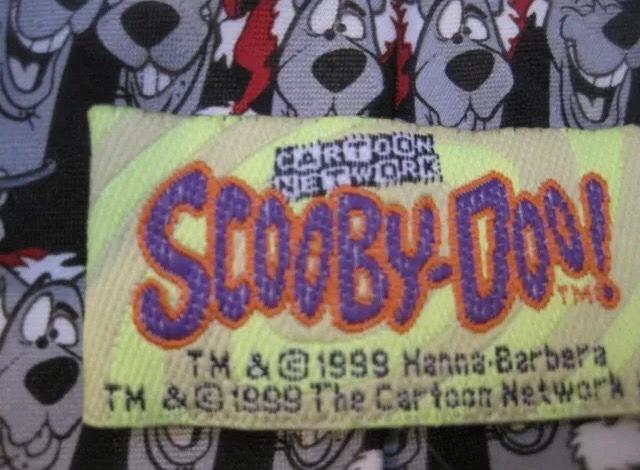 CARTOON
NETWORK
SCOOBY-DOO!
TM
TM & © 1999 Hanna-Barbera
TM & © 1999 The Cartoon Network